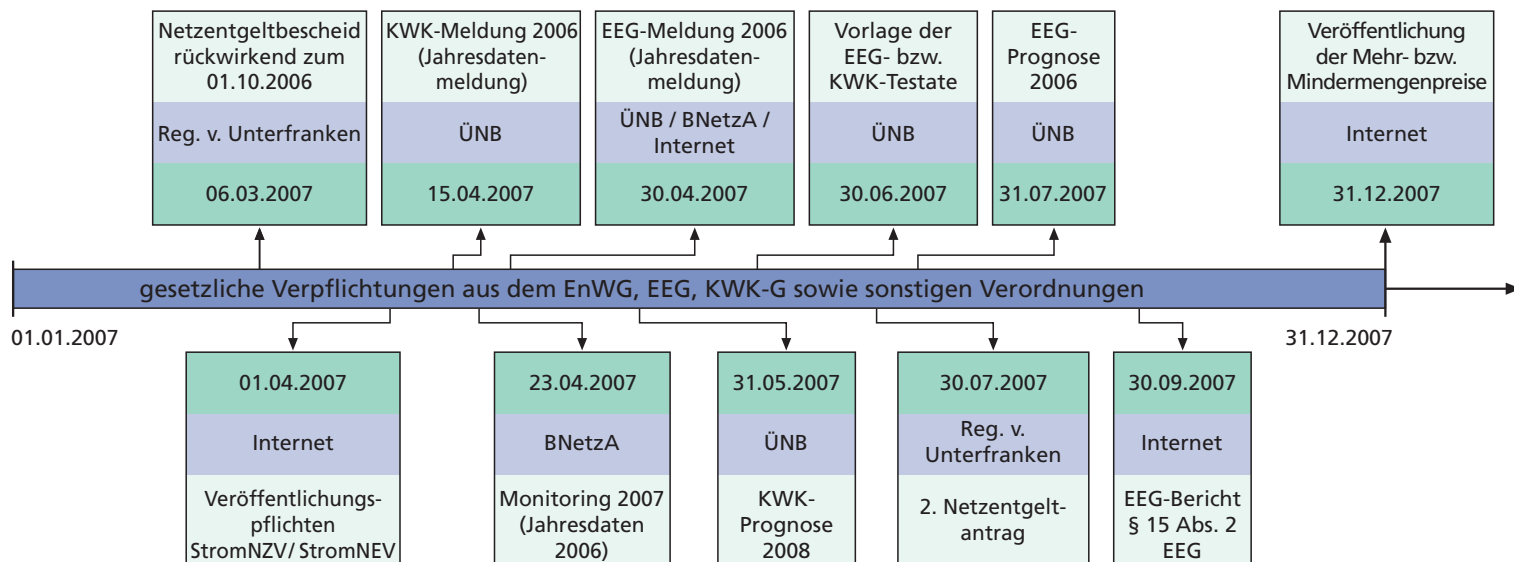 Netzentgeltbescheid
rückwirkend zum
01.10.2006
Reg. v. Unterfranken
06.03.2007
KWK-Meldung 2006
(Jahresdaten-
meldung)
ÜNB
15.04.2007
EEG-Meldung 2006
(Jahresdaten-
meldung)
ÜNB / BNetzA /
Internet
30.04.2007
Vorlage der
EEG- bzw.
KWK-Testate
ÜNB
30.06.2007
EEG-
Prognose
2006
ÜNB
31.07.2007
Veröffentlichung
der Mehr- bzw.
Mindermengenpreise
Internet
31.12.2007
gesetzliche Verpflichtungen aus dem EnWG, EEG, KWK-G sowie sonstigen Verordnungen
01.01.2007
31.12.2007
01.04.2007
Internet
Veröffentlichungs-
pflichten
StromNZV/ StromNEV
23.04.2007
BNetzA
Monitoring 2007
(Jahresdaten
2006)
31.05.2007
ÜNB
KWK-
Prognose
2008
30.07.2007
Reg. v.
Unterfranken
2. Netzentgelt-
antrag
30.09.2007
Internet
EEG-Bericht
§ 15 Abs. 2
EEG